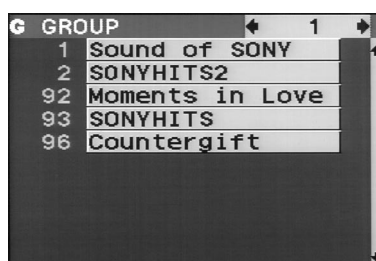 G GROUP 1
1 Sound of SONY
2 SONYHITS2
92 Moments in Love
93 SONYHITS
96 Countergift